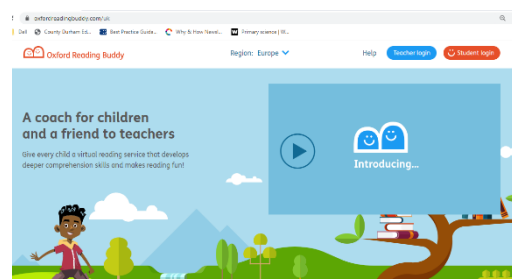 oxfordreadingbuddy.com/uk
Dell County Durham Ed... Best Practice Guida... Why & How Newsl... Primary science | W...
Oxford Reading Buddy Region: Europe Help Teacher login Student login
A coach for children
and a friend to teachers
Give every child a virtual reading service that develops
deeper comprehension skills and makes reading fun!
Introducing...